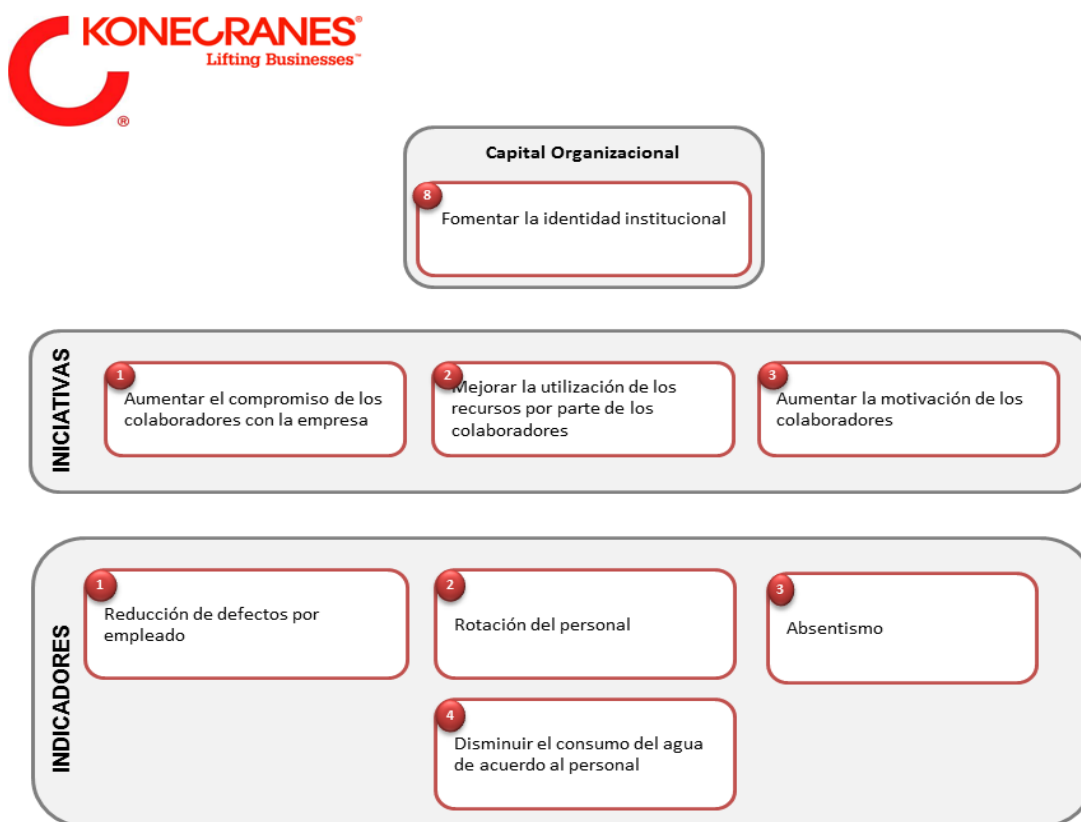 KONECRANES®
Lifting Businesses™
®
Capital Organizacional
8
Fomentar la identidad institucional
INICIATIVAS
1
Aumentar el compromiso de los
colaboradores con la empresa
2
Mejorar la utilización de los
recursos por parte de los
colaboradores
3
Aumentar la motivación de los
colaboradores
INDICADORES
1
Reducción de defectos por
empleado
2
Rotación del personal
3
Absentismo
4
Disminuir el consumo del agua
de acuerdo al personal